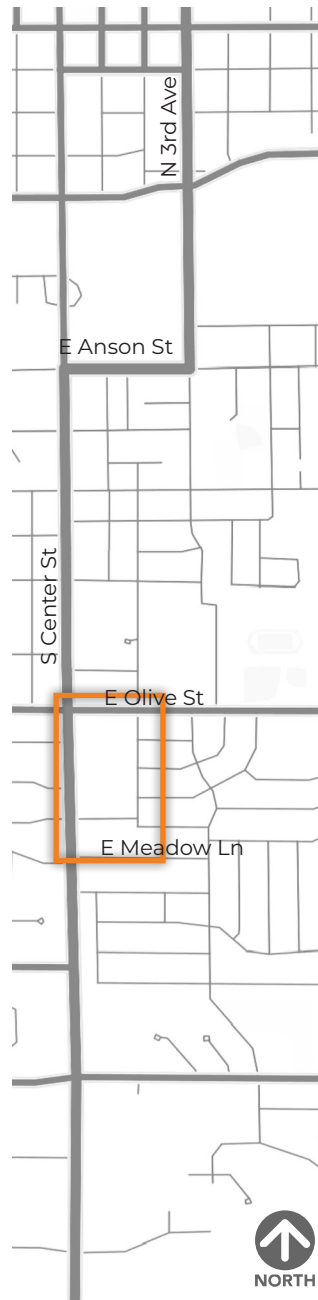 N 3rd Ave
E Anson St
S Center St
E Olive St
E Meadow Ln
NORTH